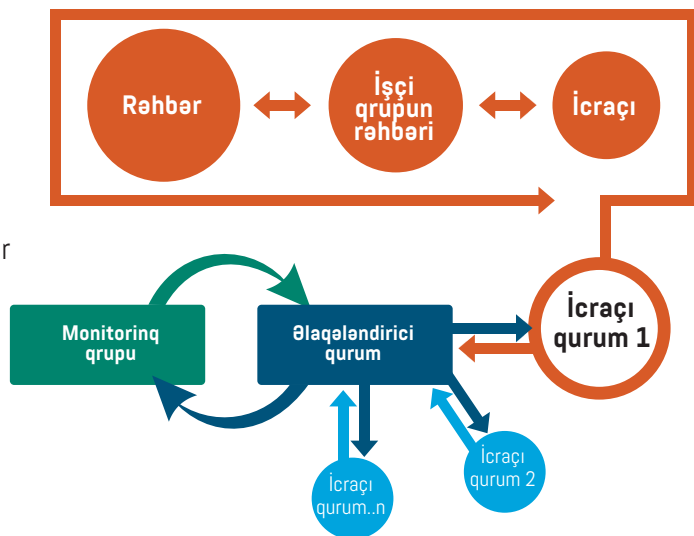 Rəhbər
İşçi
qrupun
rəhbəri
İcraçı
r
Monitorinq
qrupu
Əlaqələndirici
qurum
İcraçı
qurum 1
İcraçı
qurum 2
İcraçı
qurum..n